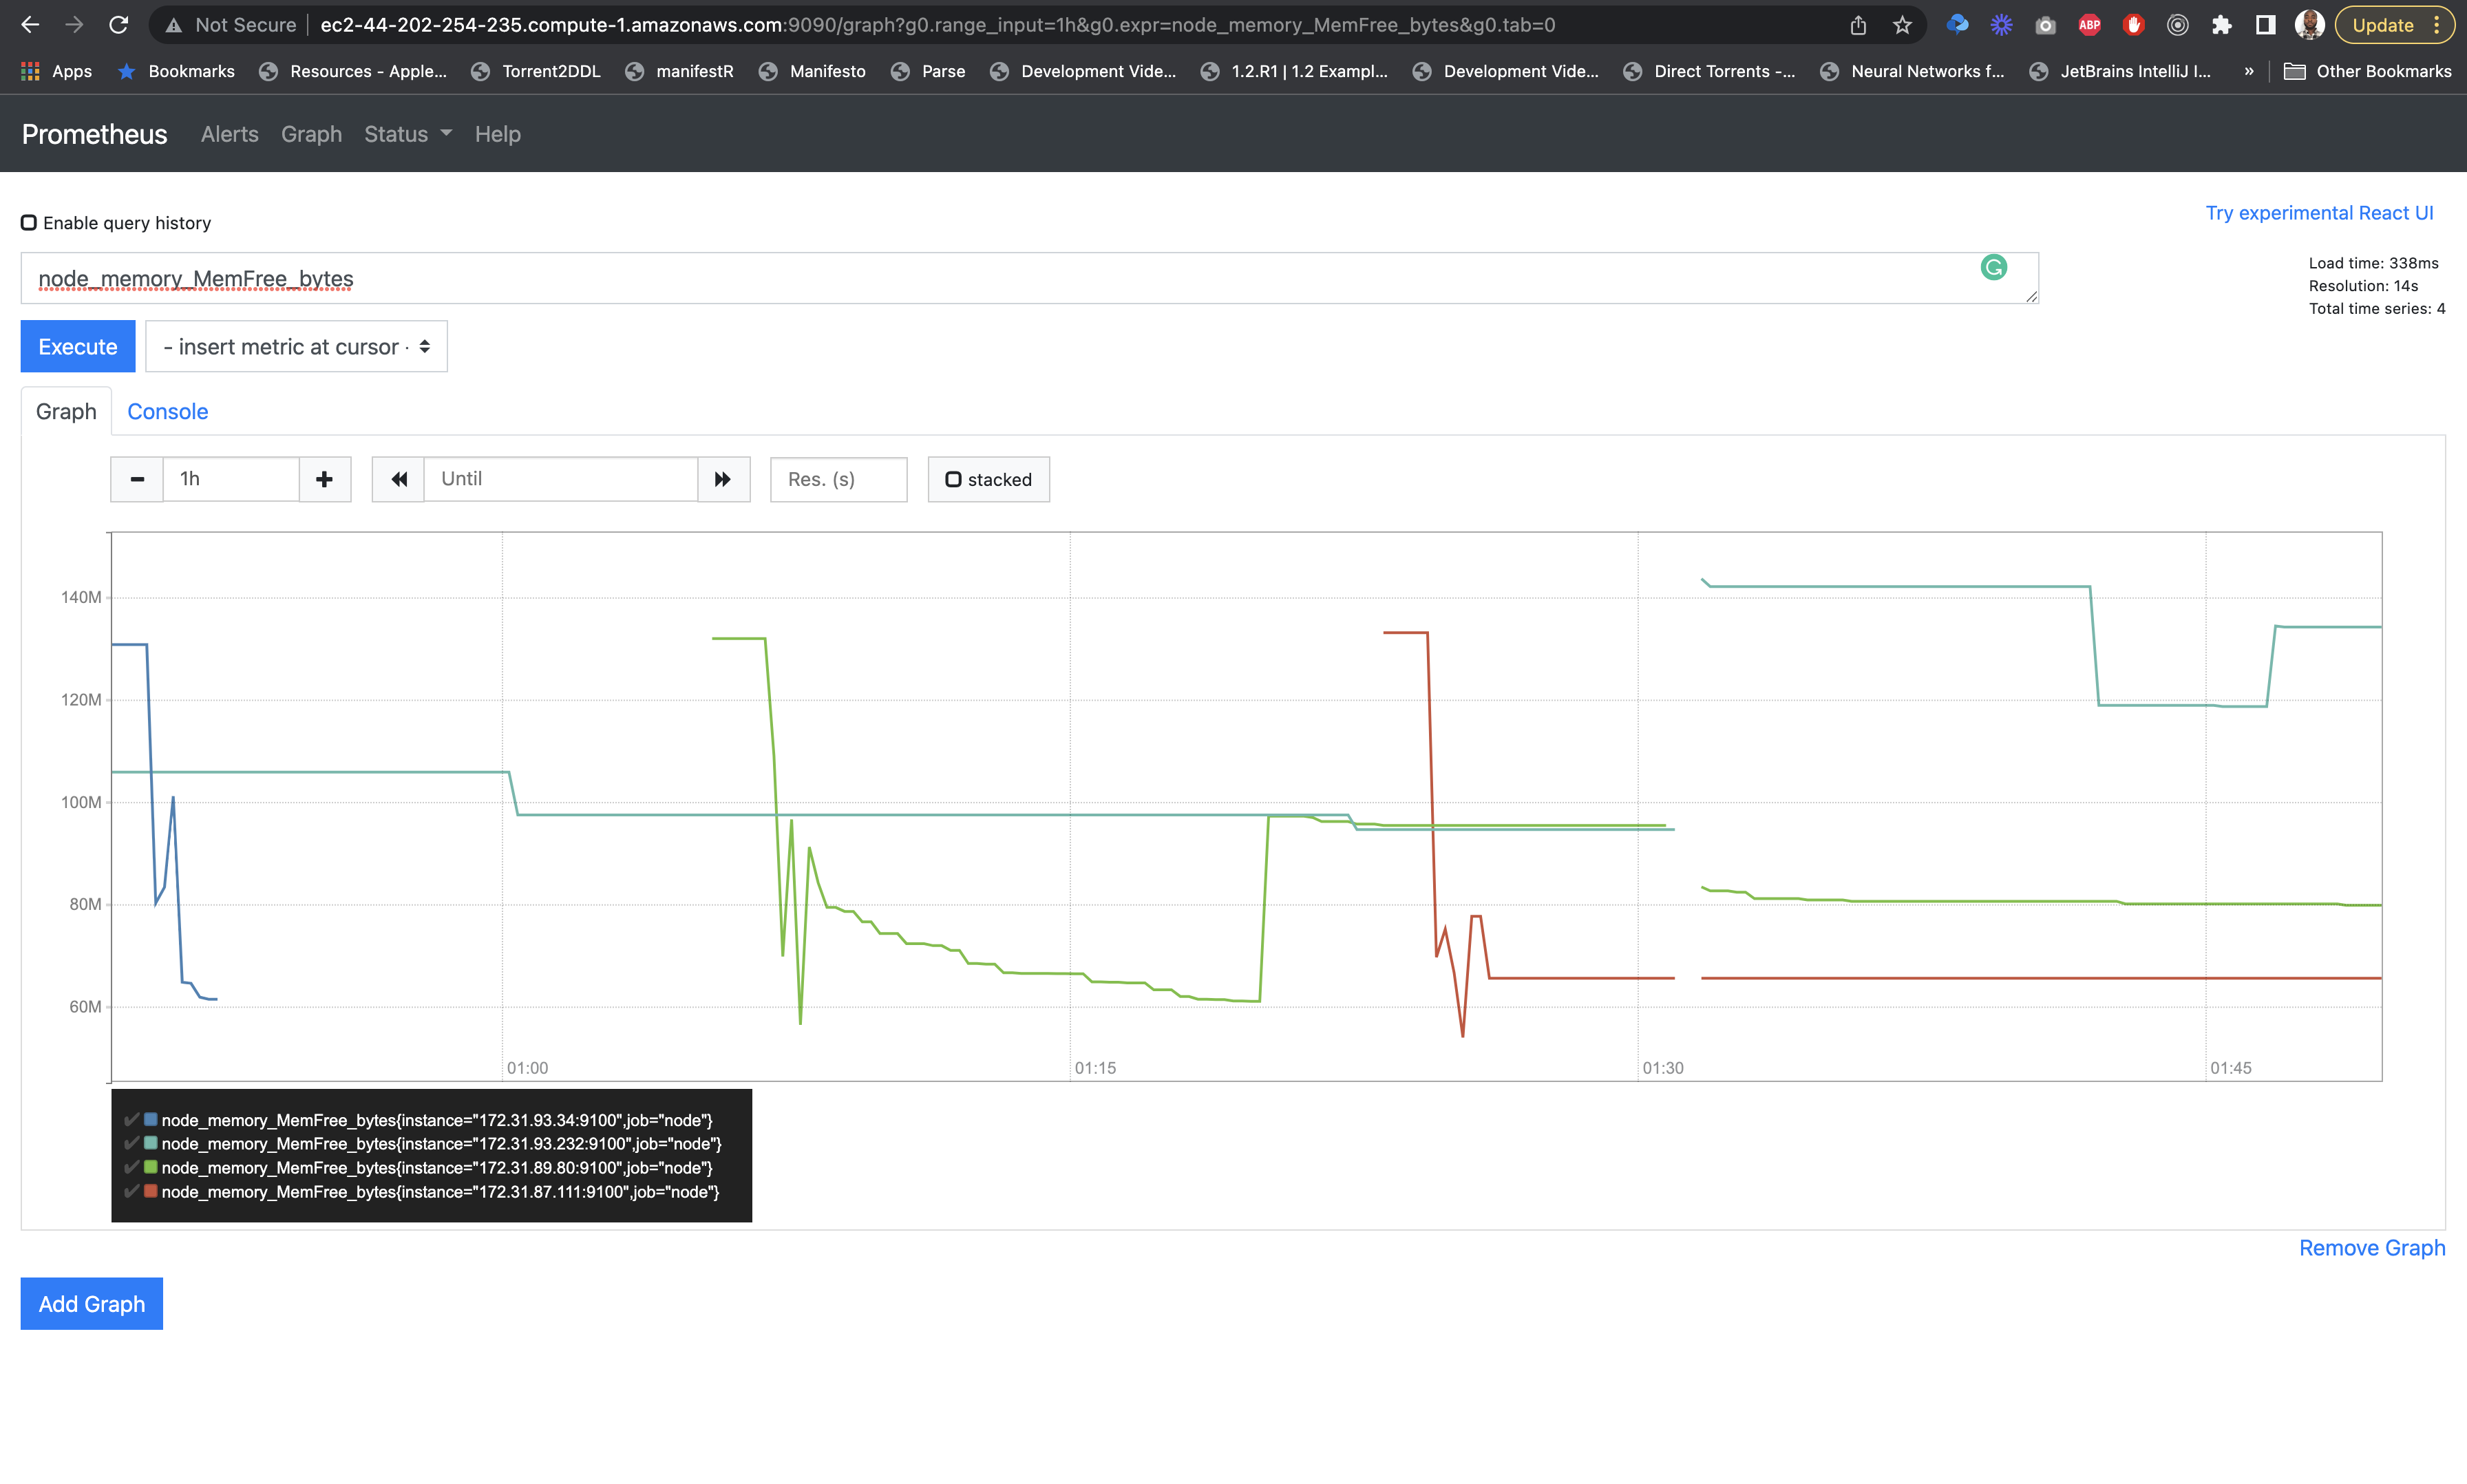 Not Secure
ec2-44-202-254-235.compute-1.amazonaws.com:9090/graph?g0.range_input=1h&g0.expr=node_memory_MemFree_bytes&g0.tab=0
ABP
Update
Apps
Bookmarks
Resources - Apple...
Torrent2DDL
manifestR
Manifesto
Parse
Development Vide...
1.2.R1 | 1.2 Exampl...
Development Vide...
Direct Torrents -...
Neural Networks f...
JetBrains IntelliJ I...
»
Other Bookmarks
Prometheus
Alerts
Graph
Status
Help
Enable query history
Try experimental React UI
node_memory_MemFree_bytes
Load time: 338ms
Resolution: 14s
Total time series: 4
Execute
- insert metric at cursor -
Graph
Console
1h
Until
Res. (s)
stacked
140M
120M
100M
80M
60M
01:00
01:15
01:30
01:45
node_memory_MemFree_bytes{instance="172.31.93.34:9100",job="node"}
node_memory_MemFree_bytes{instance="172.31.93.232:9100",job="node"}
node_memory_MemFree_bytes{instance="172.31.89.80:9100",job="node"}
node_memory_MemFree_bytes{instance="172.31.87.111:9100",job="node"}
Remove Graph
Add Graph